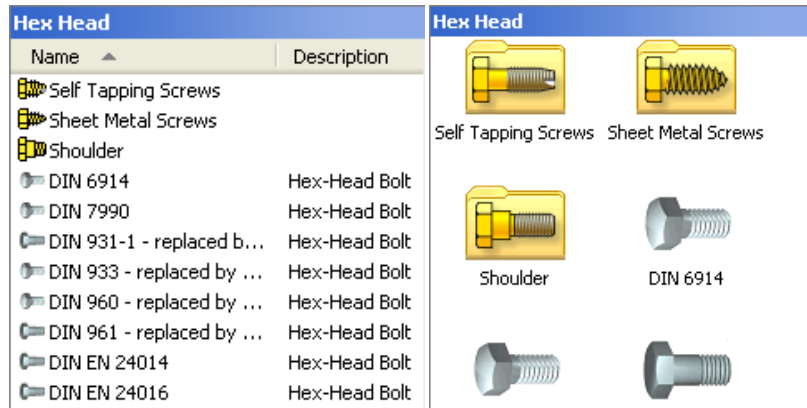 Hex Head
Name Description
Self Tapping Screws
Sheet Metal Screws
Shoulder
DIN 6914 Hex-Head Bolt
DIN 7990 Hex-Head Bolt
DIN 931-1 - replaced b... Hex-Head Bolt
DIN 933 - replaced by ... Hex-Head Bolt
DIN 960 - replaced by ... Hex-Head Bolt
DIN 961 - replaced by ... Hex-Head Bolt
DIN EN 24014 Hex-Head Bolt
DIN EN 24016 Hex-Head Bolt
Hex Head
Self Tapping Screws Sheet Metal Screws
Shoulder DIN 6914